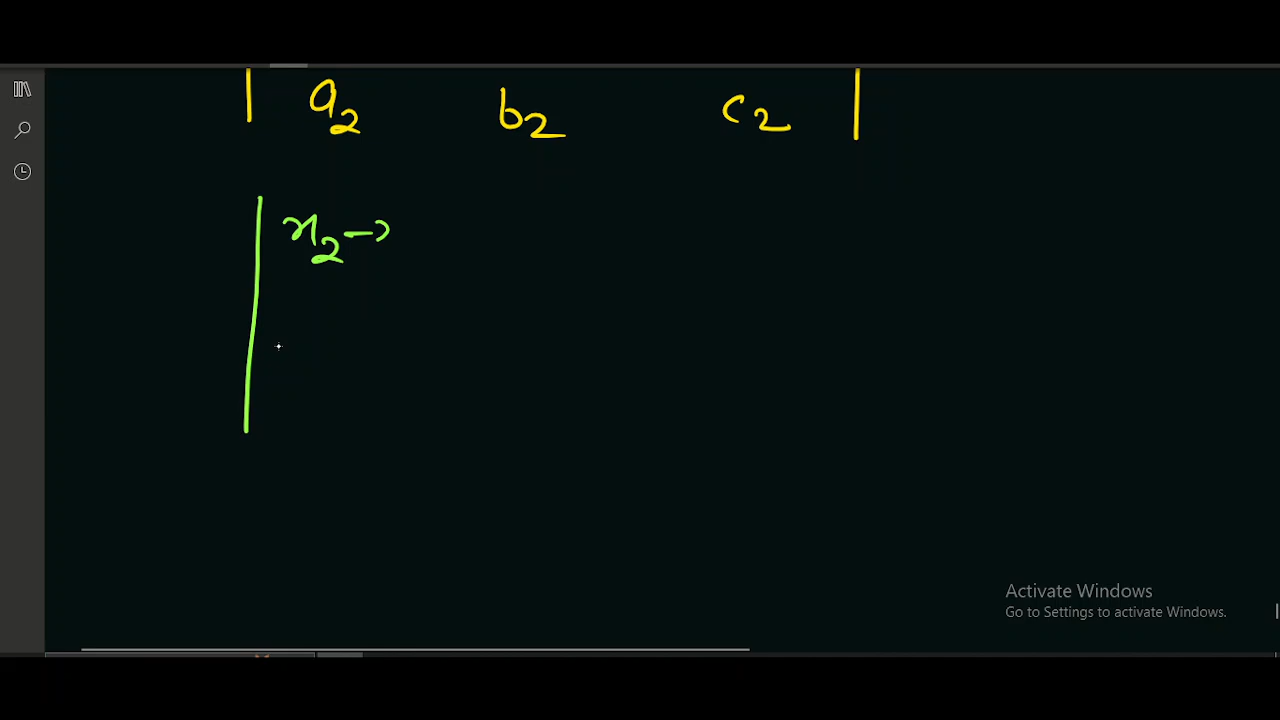 | a₂ b₂ c₂ |
| x₂ →
Activate Windows
Go to Settings to activate Windows.